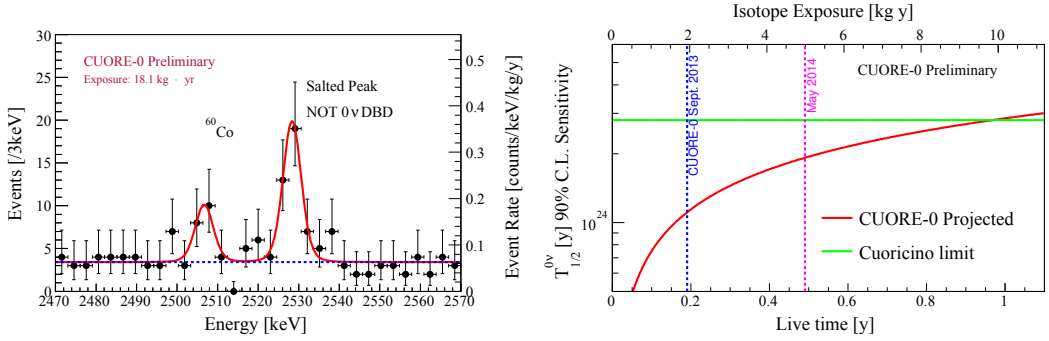 CUORE-0 Preliminary
Exposure: 18.1 kg · yr
Salted Peak
NOT 0νDBD
⁶⁰Co
Events [/3keV]
30
25
20
15
10
5
0
2470 2480 2490 2500 2510 2520 2530 2540 2550 2560 2570
Energy [keV]
0.5
0.4
0.3
0.2
0.1
0
Event Rate [counts/keV/kg/y]
Isotope Exposure [kg y]
0 2 4 6 8 10
CUORE-0 Preliminary
CUORE-0 Sept. 2013
May 2014
T₁/₂⁰ᵛ [y] 90% C.L. Sensitivity
10²⁴
CUORE-0 Projected
Cuoricino limit
0 0.2 0.4 0.6 0.8 1
Live time [y]